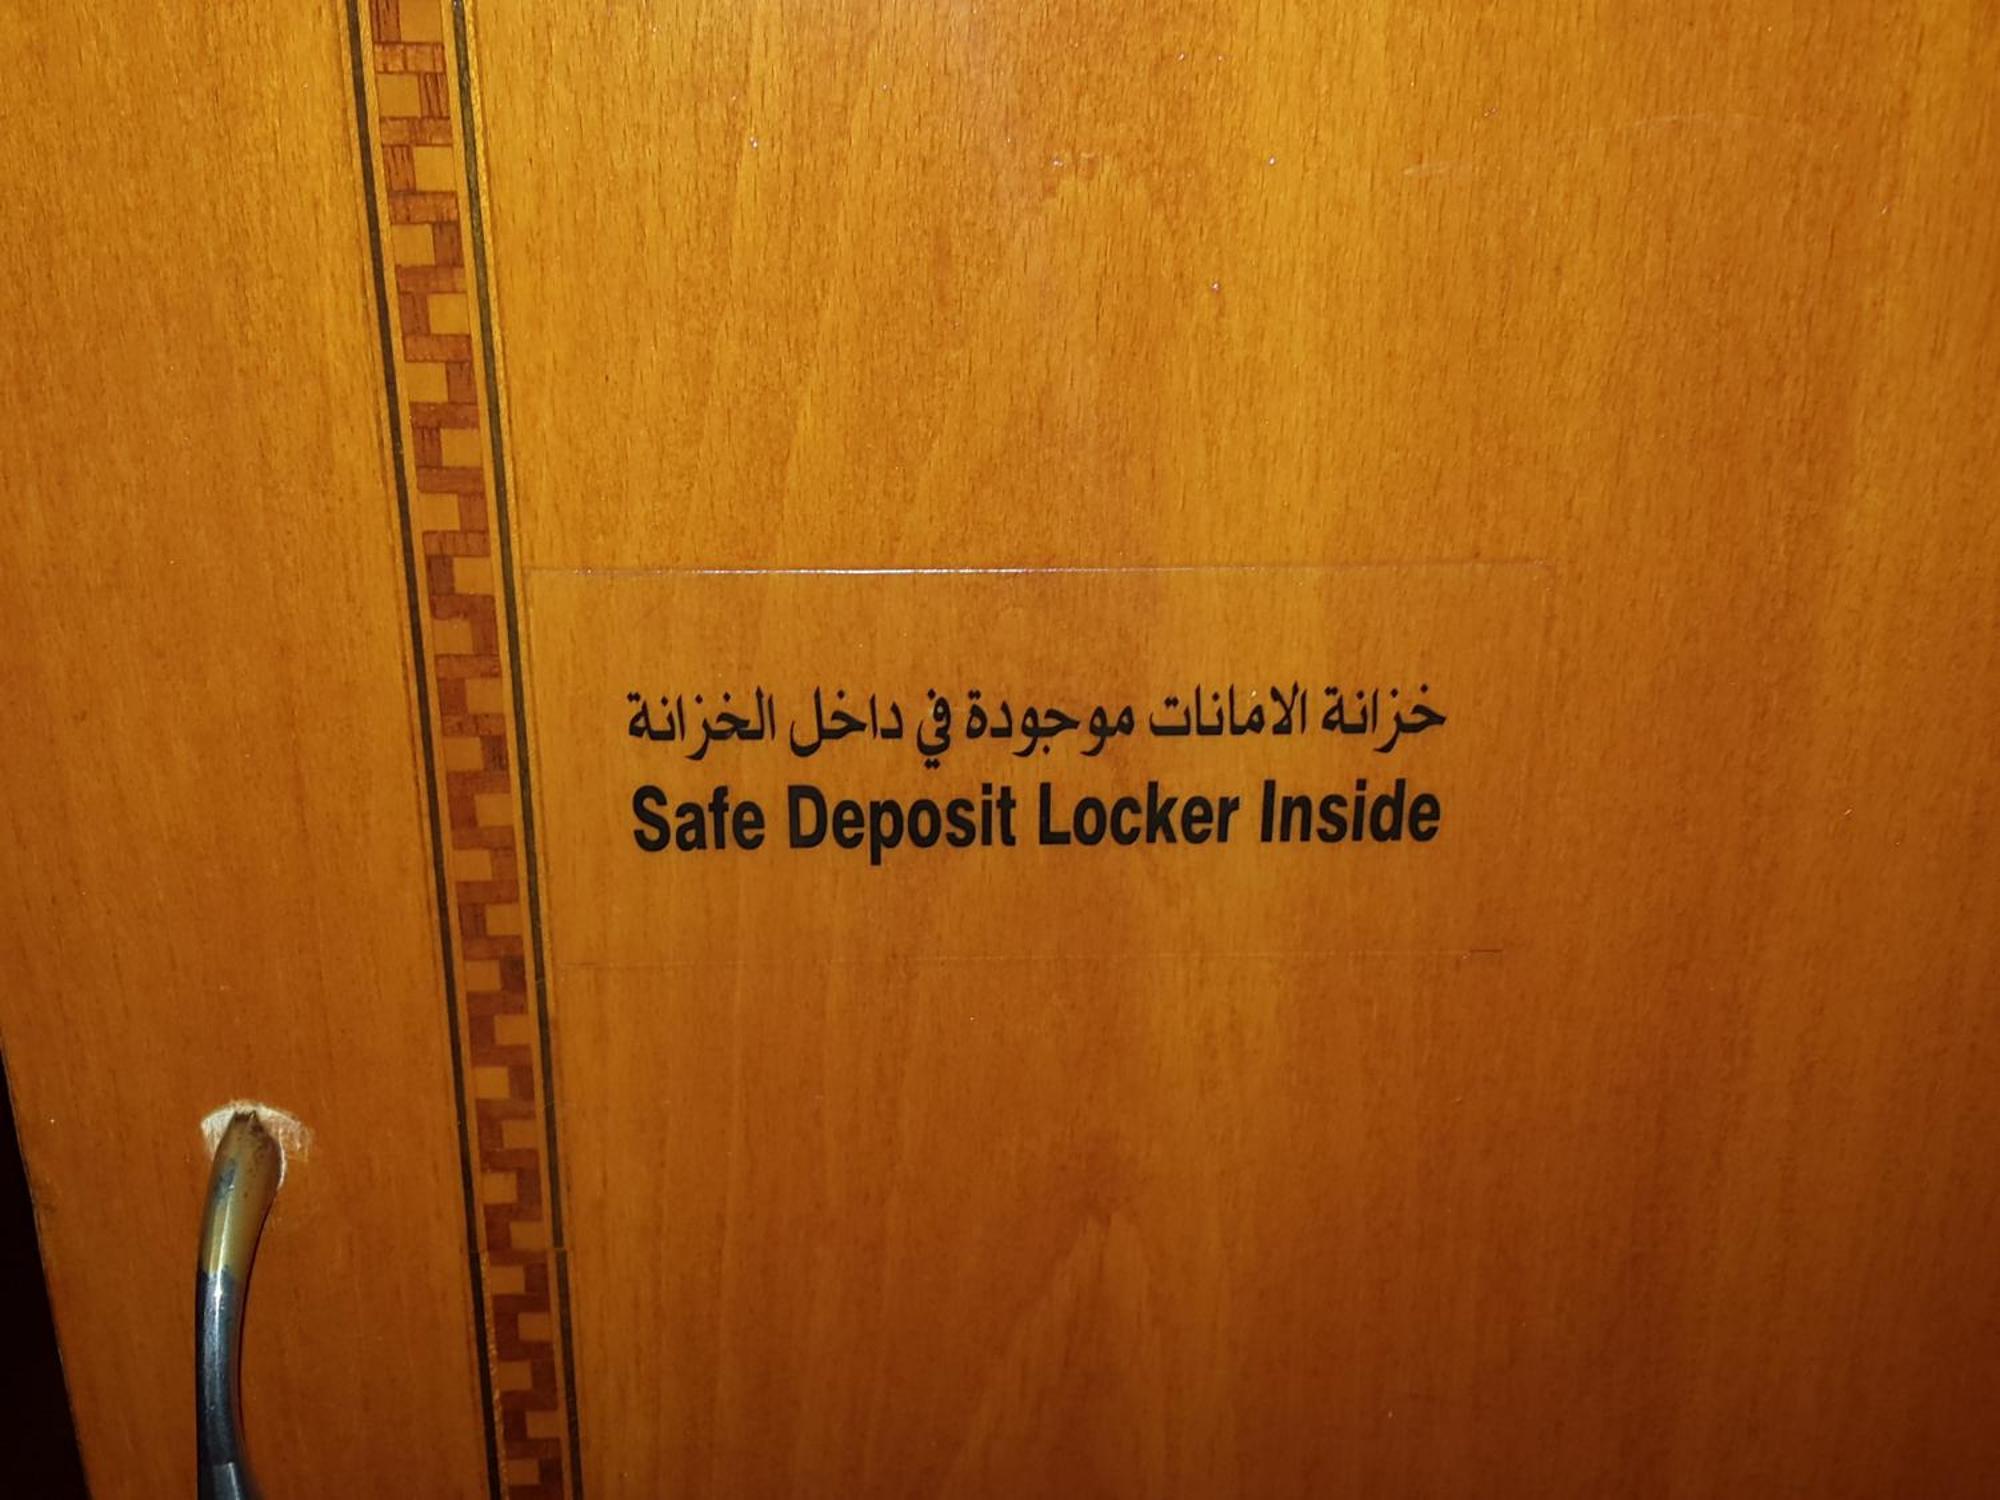 خزانة الامانات موجودة في داخل الخزانة
Safe Deposit Locker Inside